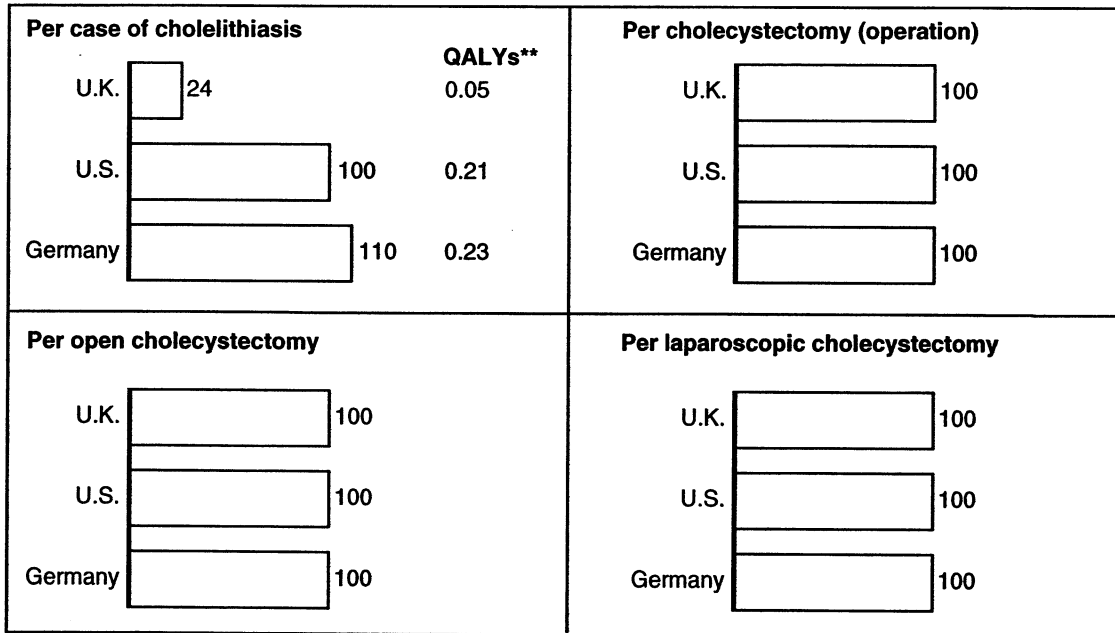 Per case of cholelithiasis
QALYs**
U.K. 24 0.05
U.S. 100 0.21
Germany 110 0.23
Per cholecystectomy (operation)
U.K. 100
U.S. 100
Germany 100
Per open cholecystectomy
U.K. 100
U.S. 100
Germany 100
Per laparoscopic cholecystectomy
U.K. 100
U.S. 100
Germany 100